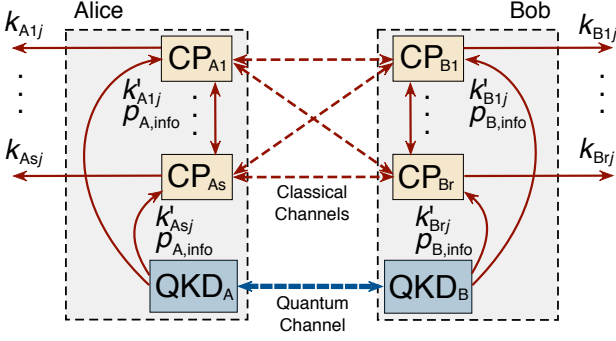 Alice
Bob
k_A1j
CP_A1
CP_B1
k_B1j
k'_A1j
p_A,info
k'_B1j
p_B,info
k_Asj
CP_As
CP_Br
k_Brj
Classical
Channels
k'_Asj
p_A,info
k'_Brj
p_B,info
QKD_A
QKD_B
Quantum
Channel